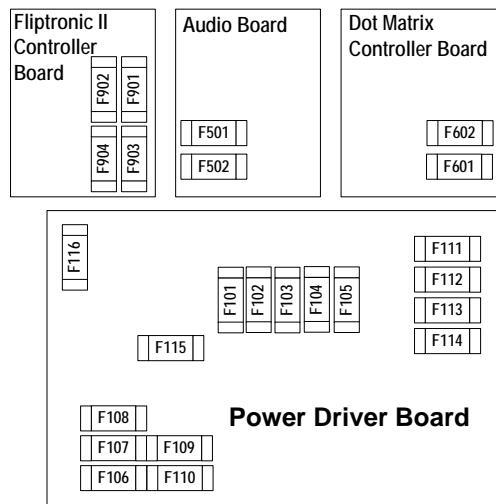 Fliptronic II
Controller
Board
F902
F901
F904
F903
Audio Board
F501
F502
Dot Matrix
Controller Board
F602
F601
F116
F101
F102
F103
F104
F105
F111
F112
F113
F114
F115
F108
F107
F109
F106
F110
Power Driver Board